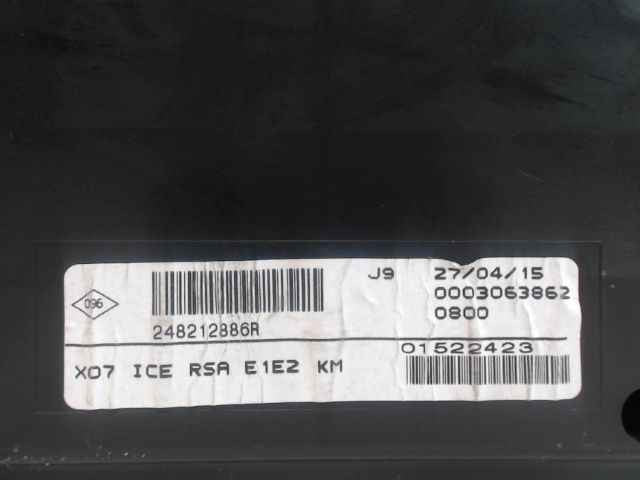 J9 27/04/15
096
0003063862
0800
248212886R
01522423
X07 ICE RSA E1E2 KM